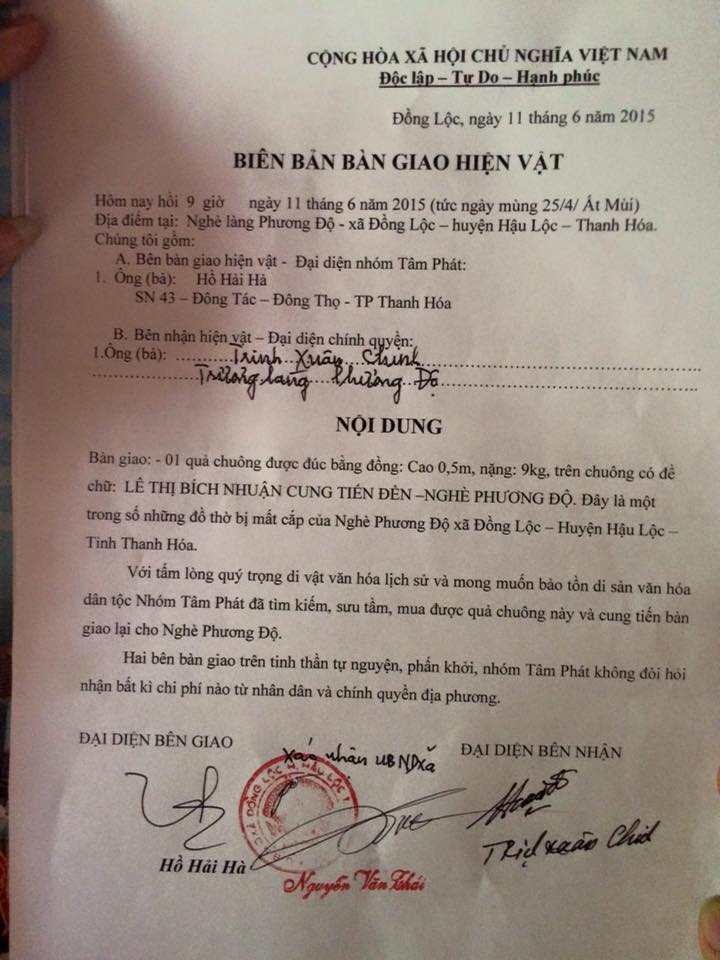 CỘNG HÒA XÃ HỘI CHỦ NGHĨA VIỆT NAM
Độc lập – Tự Do – Hạnh phúc
Đồng Lộc, ngày 11 tháng 6 năm 2015
BIÊN BẢN BÀN GIAO HIỆN VẬT
Hôm nay hồi 9 giờ ngày 11 tháng 6 năm 2015 (tức ngày mùng 25/4/ Ất Mùi)
Địa điểm tại: Nghè làng Phương Độ - xã Đồng Lộc – huyện Hậu Lộc – Thanh Hóa.
Chúng tôi gồm:
A. Bên bàn giao hiện vật - Đại diện nhóm Tâm Phát:
1. Ông (bà): Hồ Hải Hà
SN 43 – Đông Tác – Đông Thọ - TP Thanh Hóa
B. Bên nhận hiện vật – Đại diện chính quyền:
1.Ông (bà): Trịnh Xuân Chinh
Trưởng làng Phương Độ
NỘI DUNG
Bàn giao: - 01 quả chuông được đúc bằng đồng: Cao 0,5m, nặng: 9kg, trên chuông có đề
chữ: LÊ THỊ BÍCH NHUẬN CUNG TIẾN ĐỀN –NGHÈ PHƯƠNG ĐỘ. Đây là một
trong số những đồ thờ bị mất cắp của Nghè Phương Độ xã Đồng Lộc – Huyện Hậu Lộc –
Tỉnh Thanh Hóa.
Với tấm lòng quý trọng di vật văn hóa lịch sử và mong muốn bảo tồn di sản văn hóa
dân tộc Nhóm Tâm Phát đã tìm kiếm, sưu tầm, mua được quả chuông này và cung tiến bàn
giao lại cho Nghè Phương Độ.
Hai bên bàn giao trên tinh thần tự nguyện, phấn khởi, nhóm Tâm Phát không đòi hỏi
nhận bất kì chi phí nào từ nhân dân và chính quyền địa phương.
ĐẠI DIỆN BÊN GIAO
Xác nhận UBND xã
ĐẠI DIỆN BÊN NHẬN
XÃ ĐỒNG LỘC H. HẬU LỘC T
Hồ Hải Hà
Nguyễn Văn Thái
Trịnh Xuân Chinh